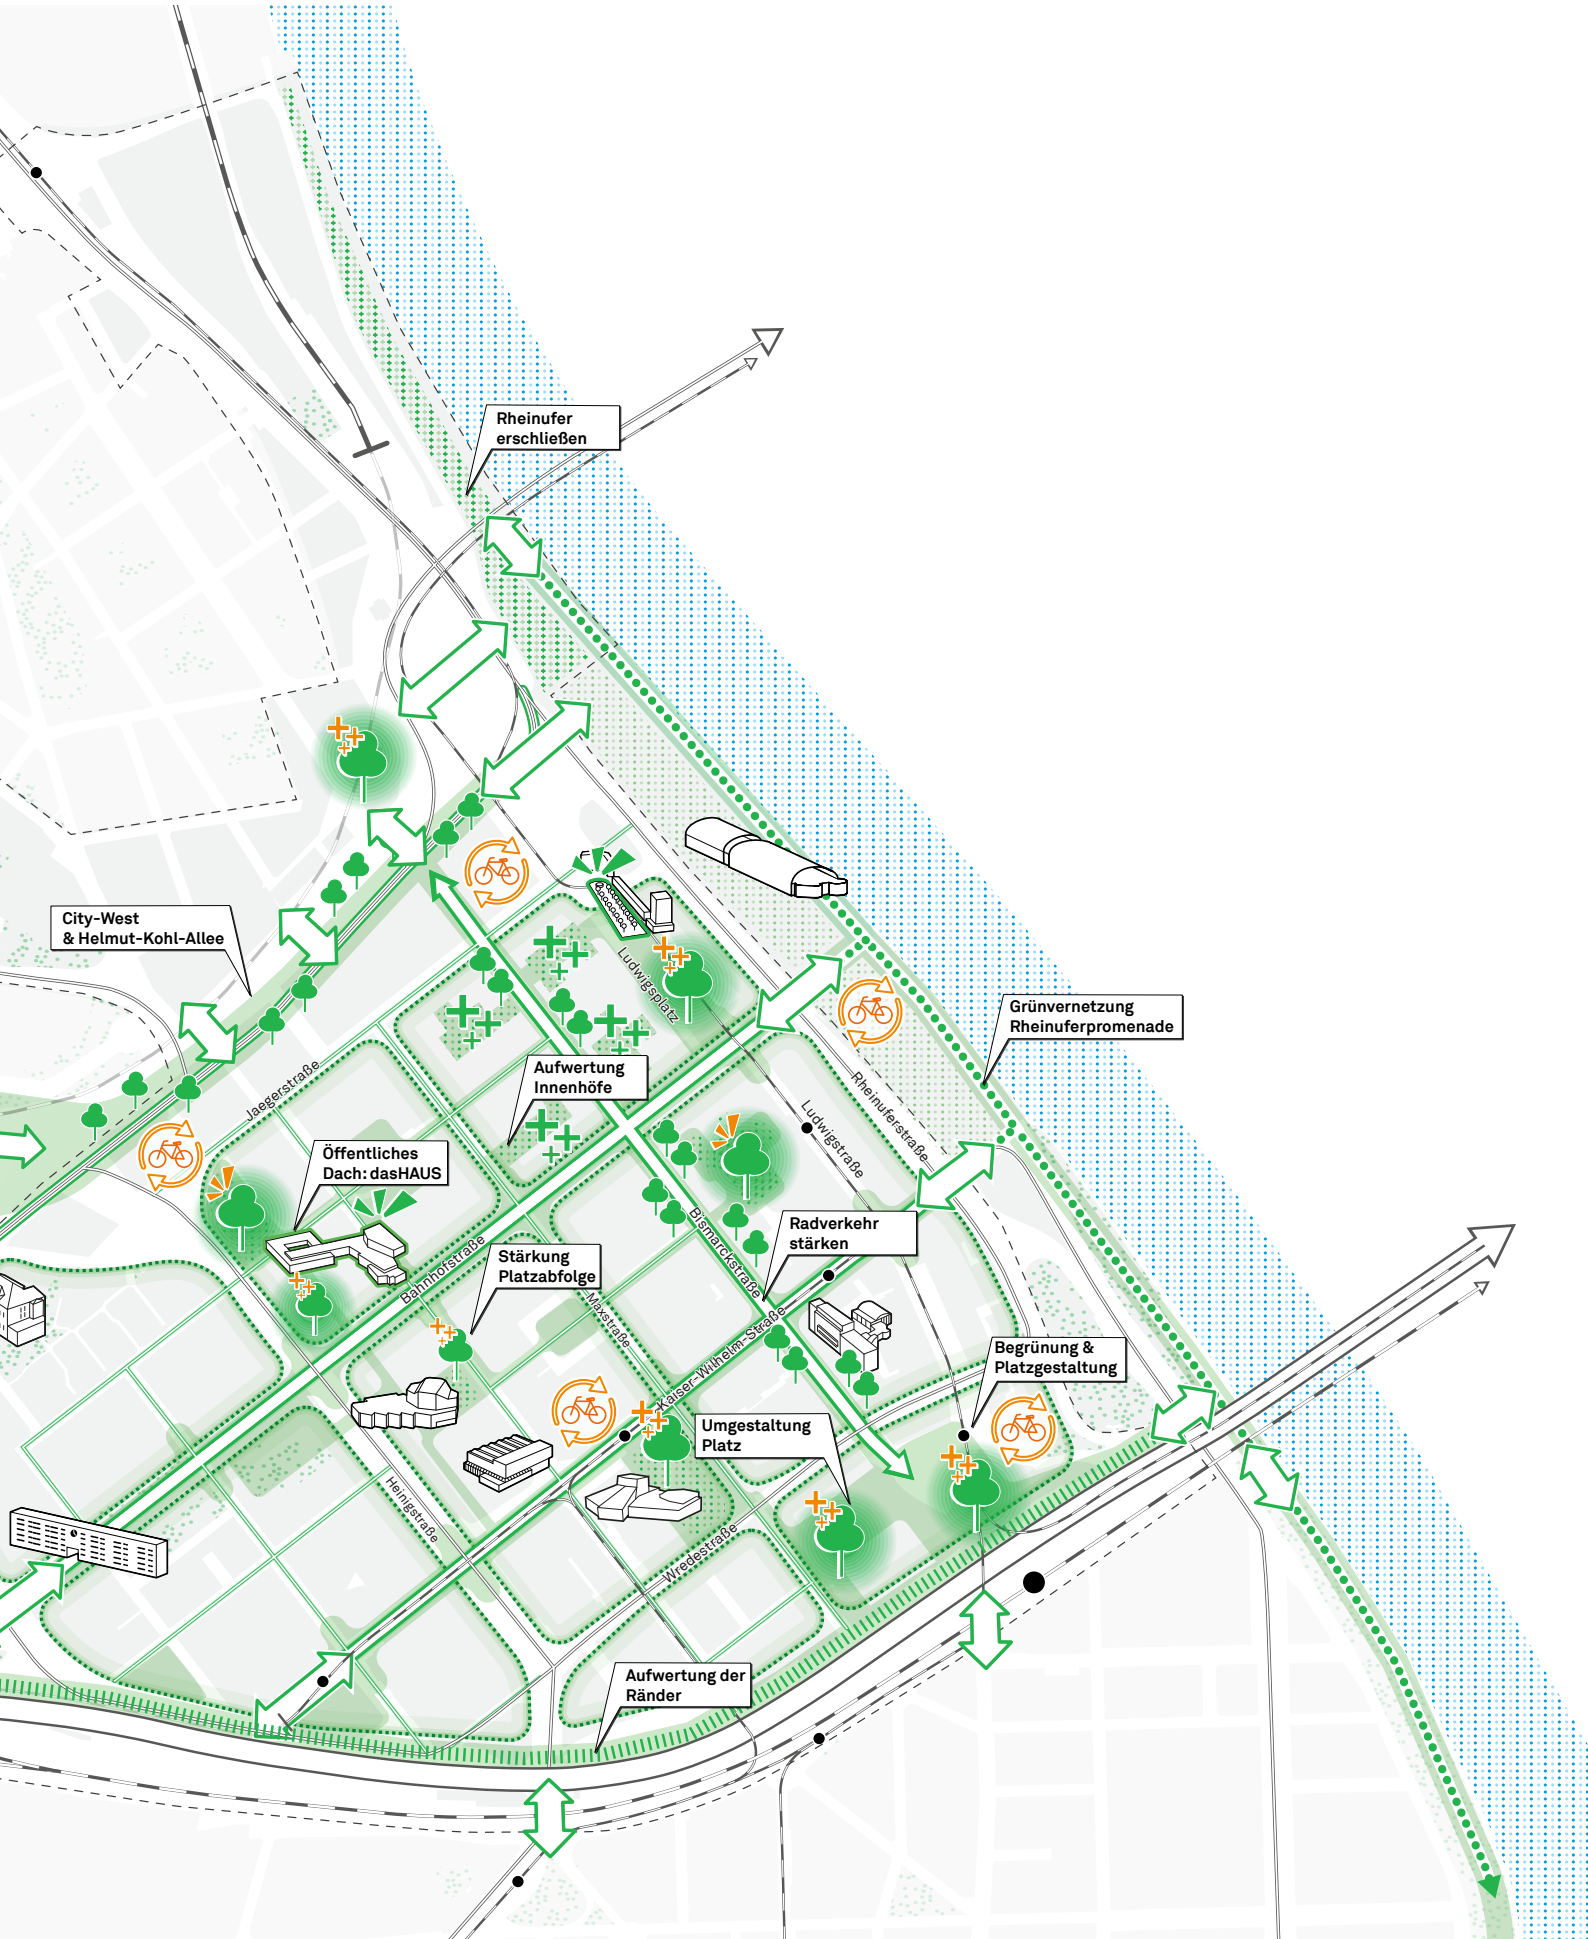 Rheinufer
erschließen
City-West
& Helmut-Kohl-Allee
Ludwigsplatz
Grünvernetzung
Rheinuferpromenade
Aufwertung
Innenhöfe
Jaegerstraße
Rheinuferstraße
Ludwigstraße
Öffentliches
Dach: dasHAUS
Bismarckstraße
Radverkehr
stärken
Bahnhofstraße
Stärkung
Platzabfolge
Maxstraße
Kaiser-Wilhelm-Straße
Begrünung &
Platzgestaltung
Umgestaltung
Platz
Heinigstraße
Wredestraße
Aufwertung der
Ränder